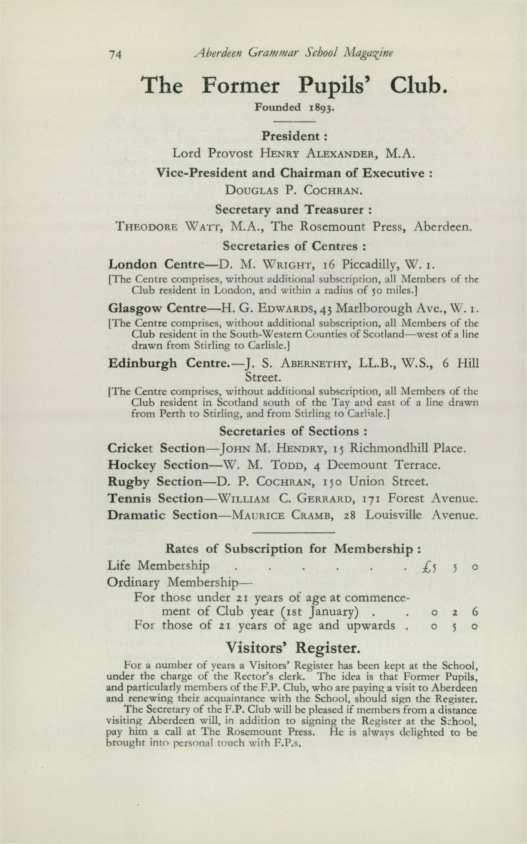 74 Aberdeen Grammar School Magazine
The Former Pupils' Club.
Founded 1893.
President :
Lord Provost HENRY ALEXANDER, M.A.
Vice-President and Chairman of Executive :
DOUGLAS P. COCHRAN.
Secretary and Treasurer :
THEODORE WATT, M.A., The Rosemount Press, Aberdeen.
Secretaries of Centres :
London Centre—D. M. WRIGHT, 16 Piccadilly, W. 1.
[The Centre comprises, without additional subscription, all Members of the
Club resident in London, and within a radius of 50 miles.]
Glasgow Centre—H. G. EDWARDS, 43 Marlborough Ave., W. 1.
[The Centre comprises, without additional subscription, all Members of the
Club resident in the South-Western Counties of Scotland—west of a line
drawn from Stirling to Carlisle.]
Edinburgh Centre.—J. S. ABERNETHY, LL.B., W.S., 6 Hill
Street.
[The Centre comprises, without additional subscription, all Members of the
Club resident in Scotland south of the Tay and east of a line drawn
from Perth to Stirling, and from Stirling to Carlisle.]
Secretaries of Sections :
Cricket Section—JOHN M. HENDRY, 15 Richmondhill Place.
Hockey Section—W. M. TODD, 4 Deemount Terrace.
Rugby Section—D. P. COCHRAN, 150 Union Street.
Tennis Section—WILLIAM C. GERRARD, 171 Forest Avenue.
Dramatic Section—MAURICE CRAMB, 28 Louisville Avenue.
Rates of Subscription for Membership :
Life Membership . . . . . . £5 5 0
Ordinary Membership—
For those under 21 years of age at commence-
ment of Club year (1st January) . . 0 2 6
For those of 21 years of age and upwards . 0 5 0
Visitors' Register.
For a number of years a Visitors' Register has been kept at the School,
under the charge of the Rector's clerk. The idea is that Former Pupils,
and particularly members of the F.P. Club, who are paying a visit to Aberdeen
and renewing their acquaintance with the School, should sign the Register.
The Secretary of the F.P. Club will be pleased if members from a distance
visiting Aberdeen will, in addition to signing the Register at the School,
pay him a call at The Rosemount Press. He is always delighted to be
brought into personal touch with F.P.s.